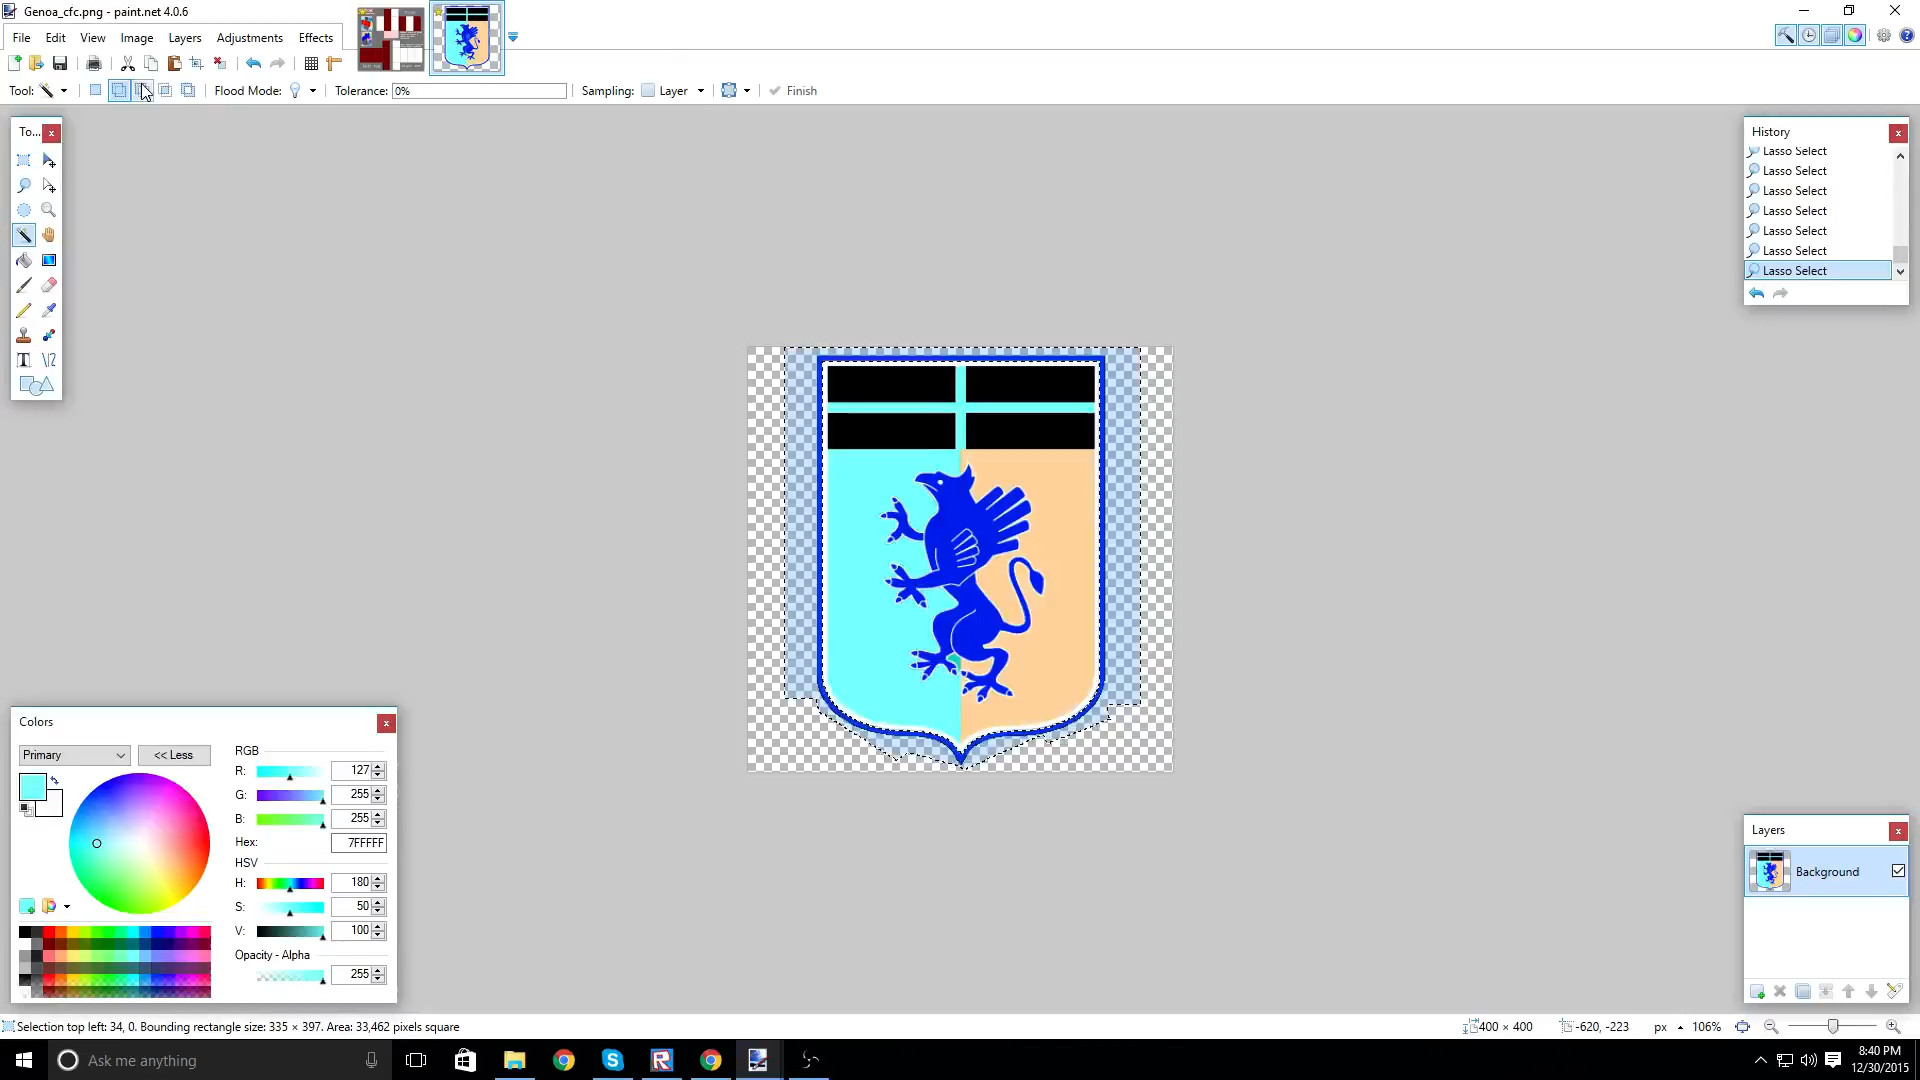 Genoa_cfc.png - paint.net 4.0.6
File Edit View Image Layers Adjustments Effects
Tool: Flood Mode: Tolerance: 0% Sampling: Layer Finish
To...
History
Lasso Select
Lasso Select
Lasso Select
Lasso Select
Lasso Select
Lasso Select
Lasso Select
Colors
Primary
<< Less
RGB
R: 127
G: 255
B: 255
Hex: 7FFFFF
HSV
H: 180
S: 50
V: 100
Opacity - Alpha
255
Layers
Background
Selection top left: 34, 0. Bounding rectangle size: 335 × 397. Area: 33,462 pixels square
400 × 400
-620, -223
px
106%
Ask me anything
8:40 PM
12/30/2015